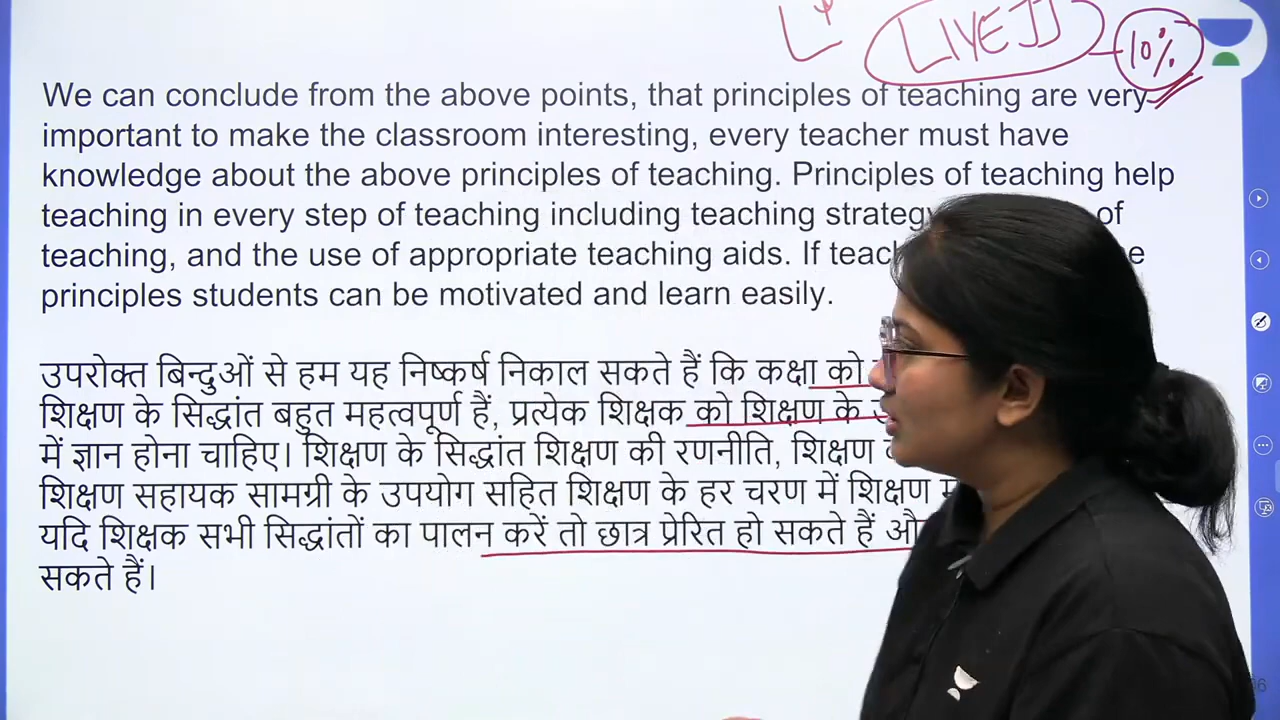 LIVEJJ
10%
We can conclude from the above points, that principles of teaching are very
important to make the classroom interesting, every teacher must have
knowledge about the above principles of teaching. Principles of teaching help
teaching in every step of teaching including teaching strategy of
teaching, and the use of appropriate teaching aids. If
principles students can be motivated and learn easily.
उपरोक्त बिन्दुओं से हम यह निष्कर्ष निकाल सकते हैं कि कक्षा को
शिक्षण के सिद्धांत बहुत महत्वपूर्ण हैं, प्रत्येक शिक्षक को शिक्षण के
में ज्ञान होना चाहिए। शिक्षण के सिद्धांत शिक्षण की रणनीति, शिक्षण
शिक्षण सहायक सामग्री के उपयोग सहित शिक्षण के हर चरण में शिक्षण
यदि शिक्षक सभी सिद्धांतों का पालन करें तो छात्र प्रेरित हो सकते हैं
सकते हैं।